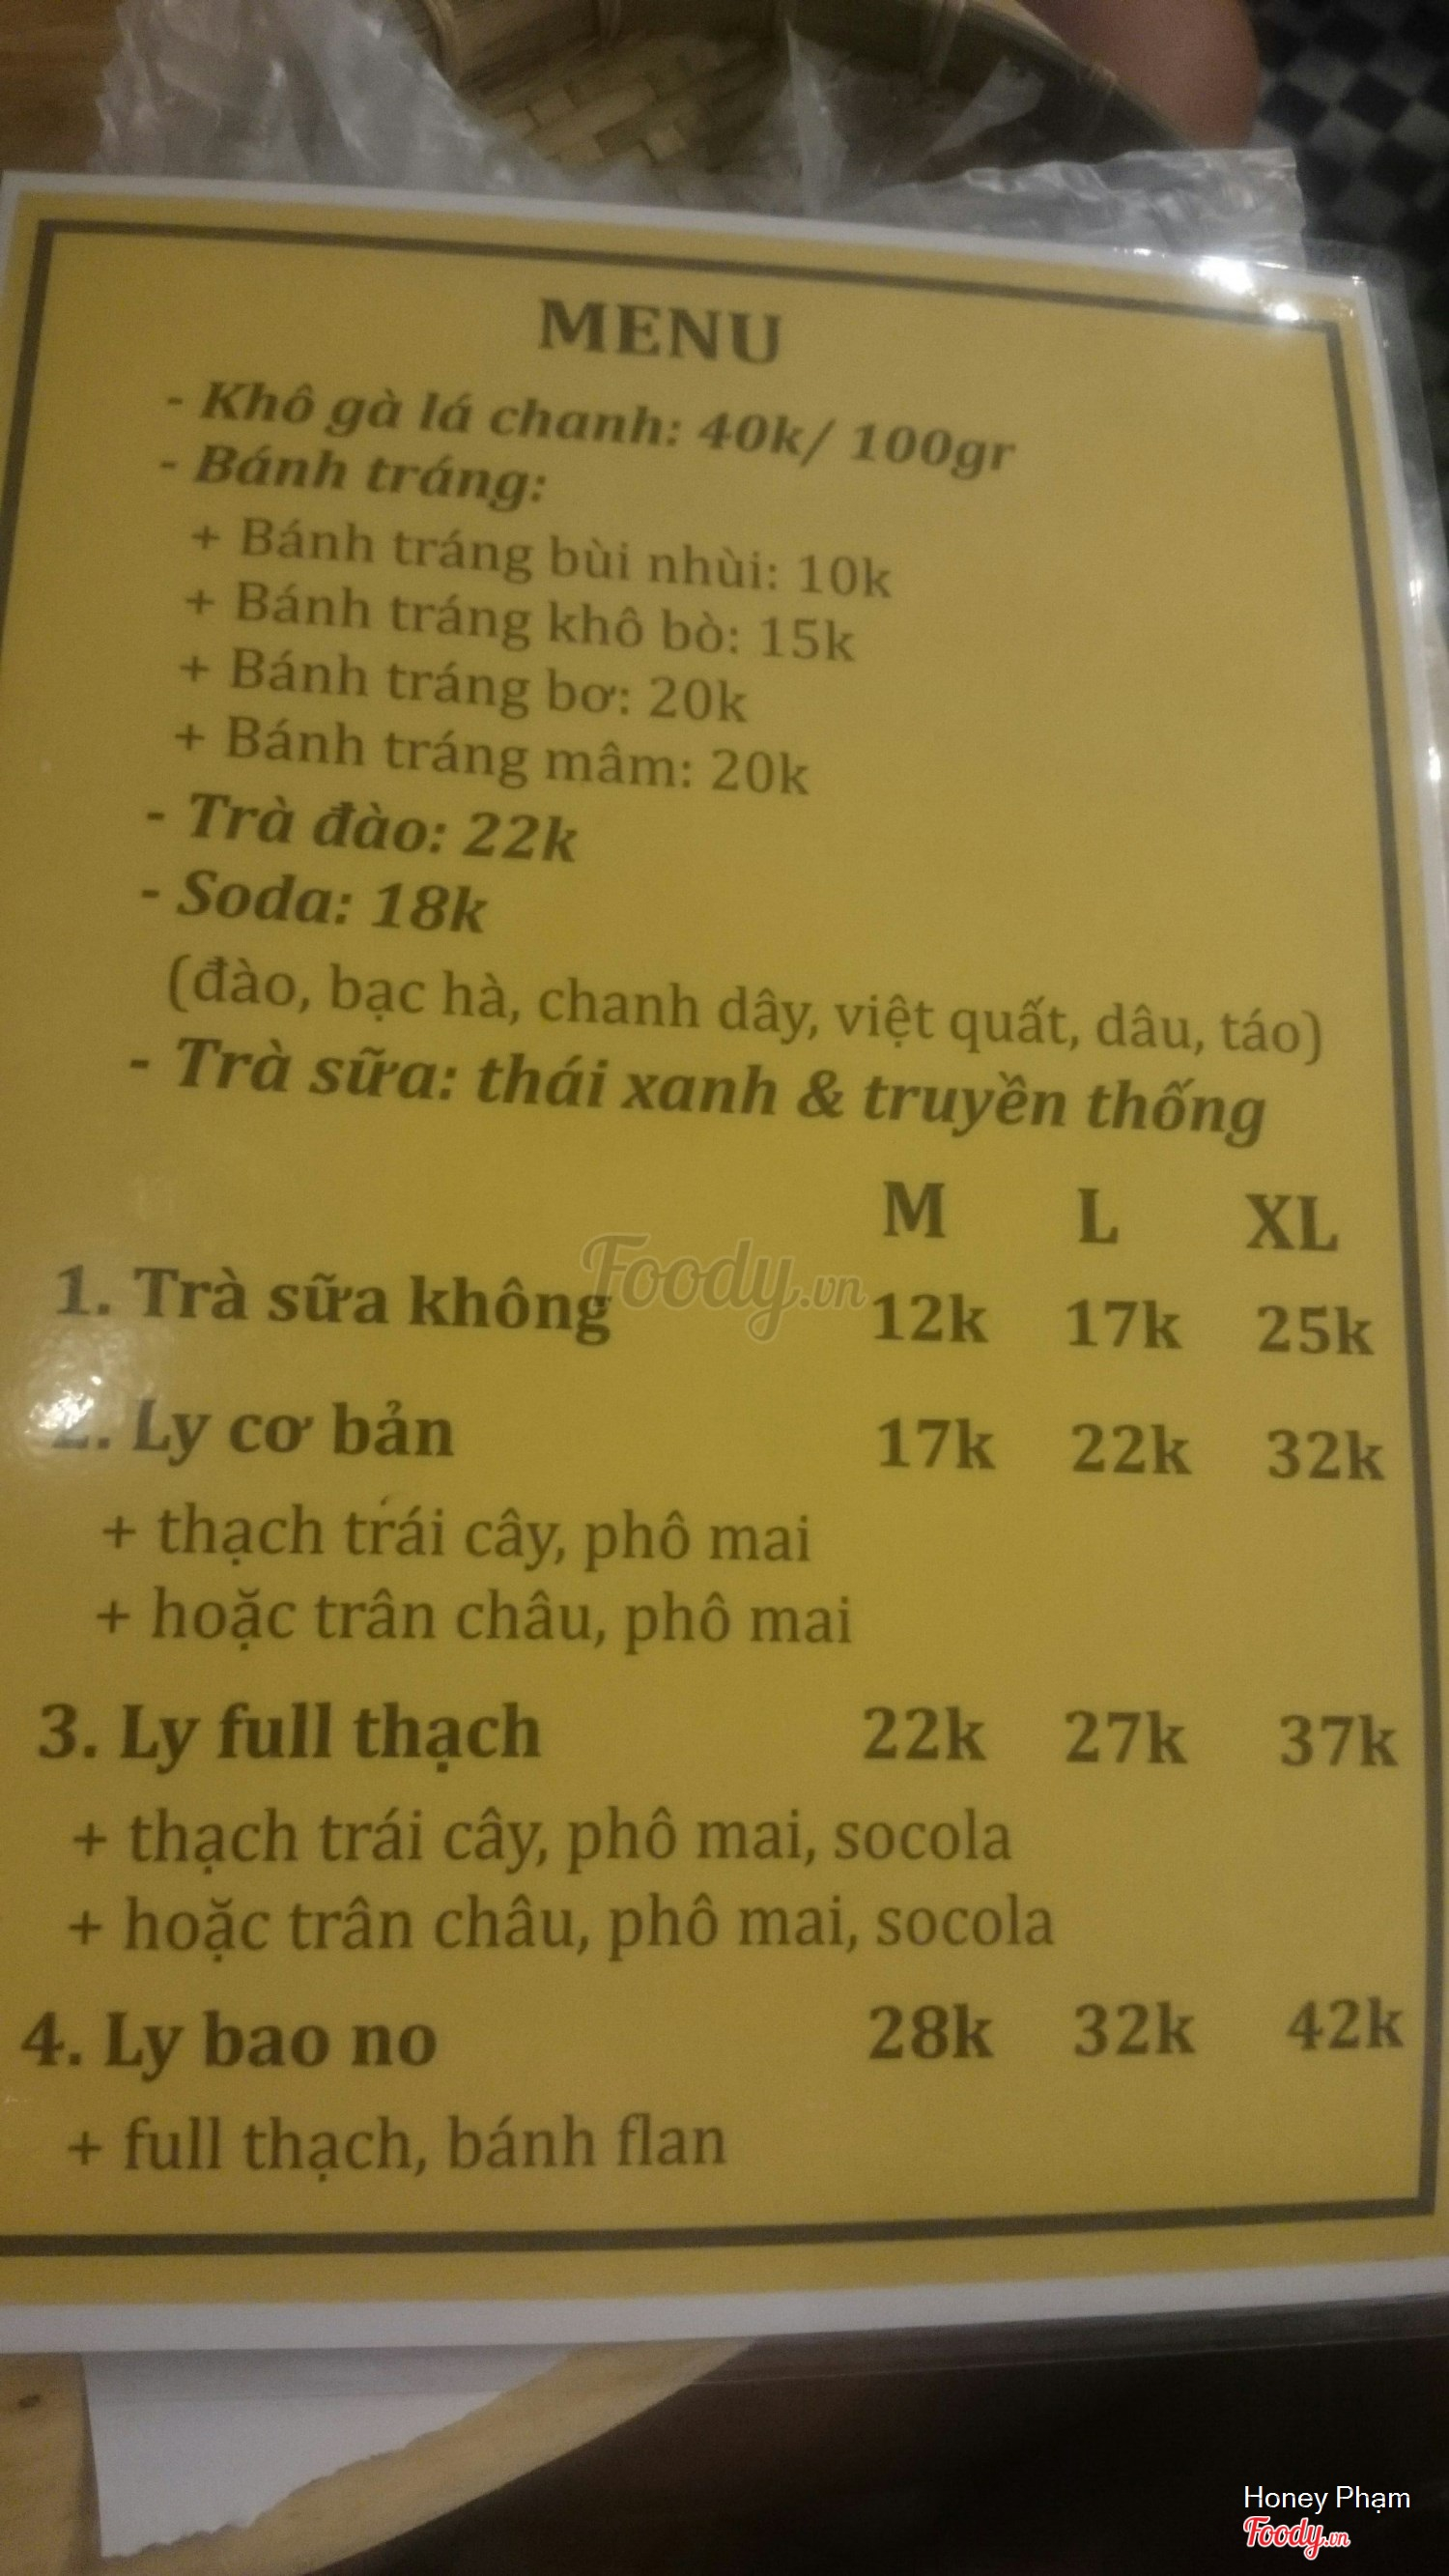 MENU
- Khô gà lá chanh: 40k/ 100gr
- Bánh tráng:
+ Bánh tráng bùi nhùi: 10k
+ Bánh tráng khô bò: 15k
+ Bánh tráng bơ: 20k
+ Bánh tráng mâm: 20k
- Trà đào: 22k
- Soda: 18k
(đào, bạc hà, chanh dây, việt quất, dâu, táo)
- Trà sữa: thái xanh & truyền thống
M L XL
1. Trà sữa không 12k 17k 25k
Foody.vn
2. Ly cơ bản 17k 22k 32k
+ thạch trái cây, phô mai
+ hoặc trân châu, phô mai
3. Ly full thạch 22k 27k 37k
+ thạch trái cây, phô mai, socola
+ hoặc trân châu, phô mai, socola
4. Ly bao no 28k 32k 42k
+ full thạch, bánh flan
Honey Phạm
Foody.vn